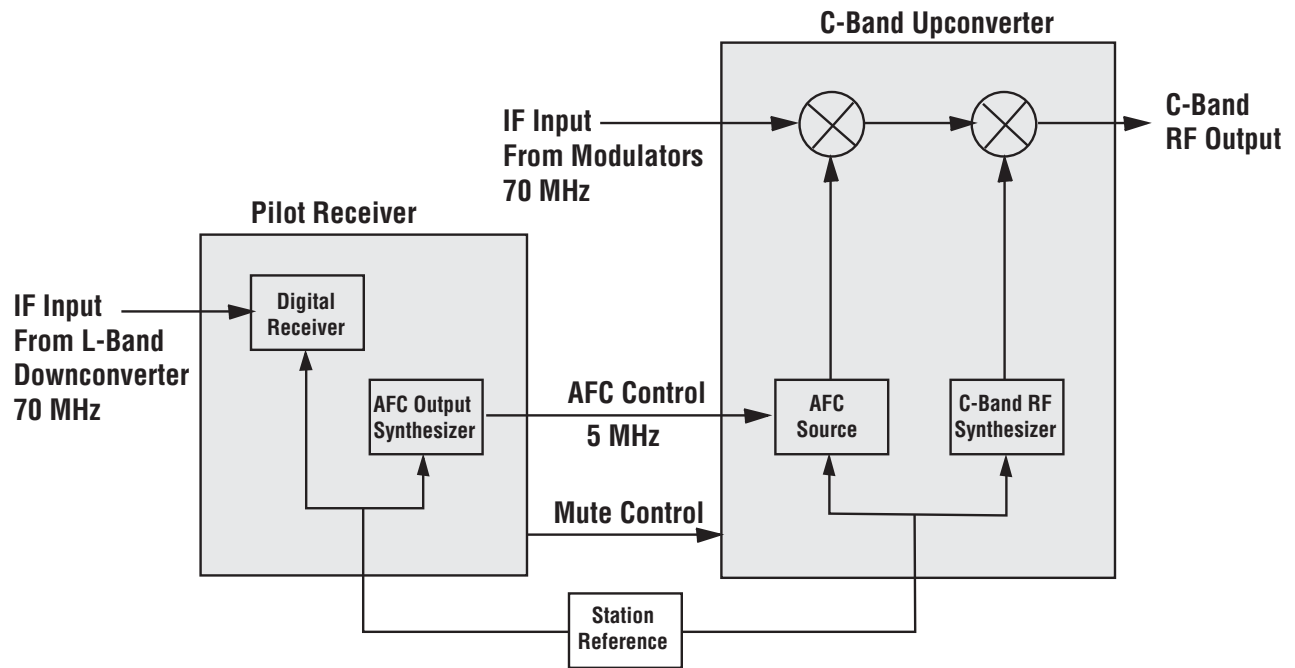 C-Band Upconverter
IF Input
From Modulators
70 MHz
C-Band
RF Output
Pilot Receiver
IF Input
From L-Band
Downconverter
70 MHz
Digital
Receiver
AFC Output
Synthesizer
AFC Control
5 MHz
AFC
Source
C-Band RF
Synthesizer
Mute Control
Station
Reference